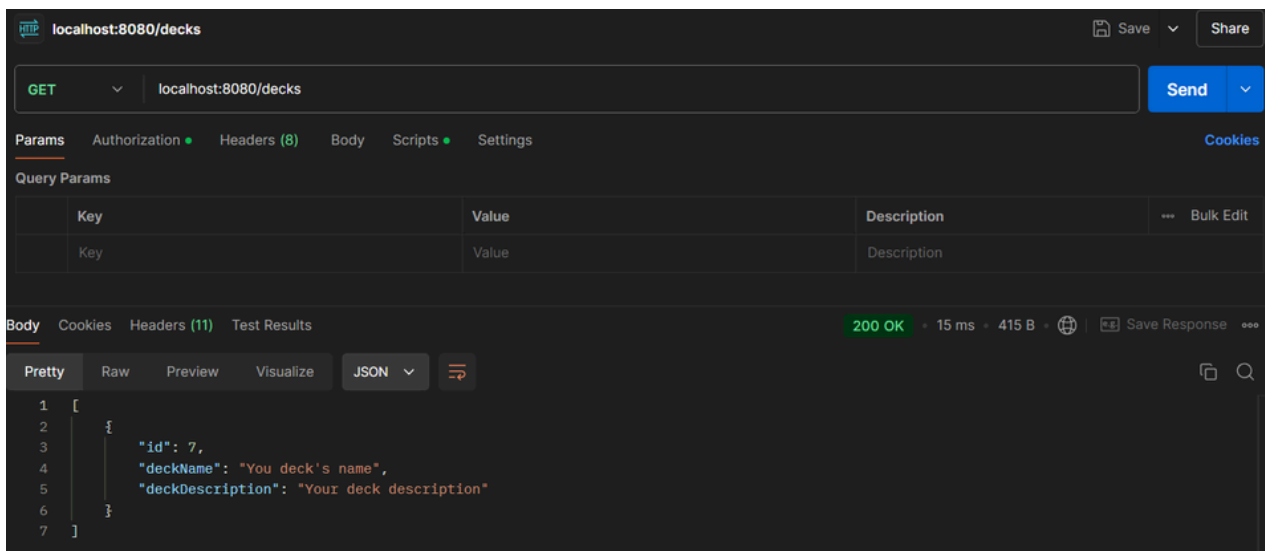 HTTP localhost:8080/decks Save Share
GET localhost:8080/decks Send
Params Authorization Headers (8) Body Scripts Settings Cookies
Query Params
Key Value Description Bulk Edit
Key Value Description
Body Cookies Headers (11) Test Results 200 OK 15 ms 415 B Save Response
Pretty Raw Preview Visualize JSON
1 [
2 {
3 "id": 7,
4 "deckName": "You deck's name",
5 "deckDescription": "Your deck description"
6 }
7 ]